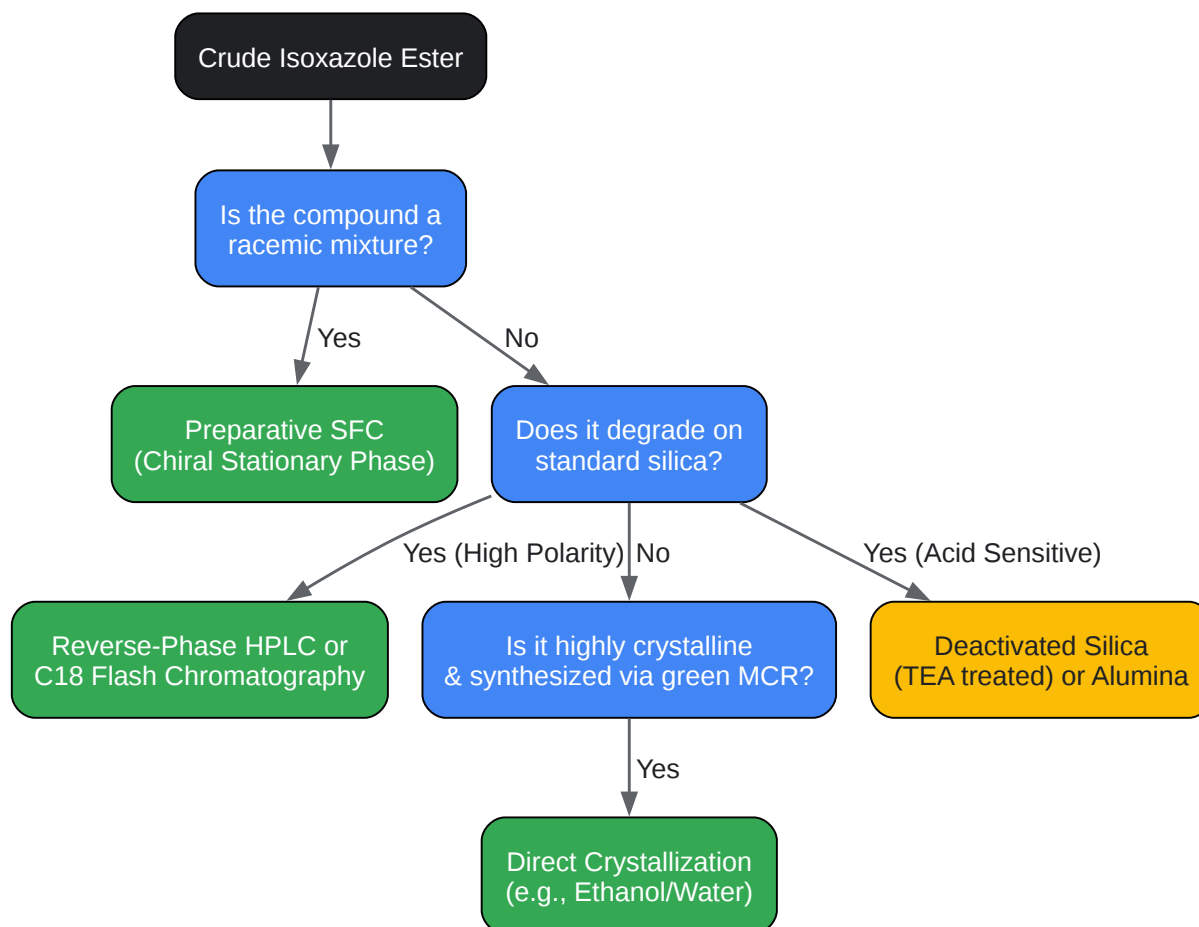 Crude Isoxazole Ester
Is the compound a
racemic mixture?
Yes
No
Preparative SFC
(Chiral Stationary Phase)
Does it degrade on
standard silica?
Yes (High Polarity)
No
Yes (Acid Sensitive)
Reverse-Phase HPLC or
C18 Flash Chromatography
Is it highly crystalline
& synthesized via green MCR?
Deactivated Silica
(TEA treated) or Alumina
Yes
Direct Crystallization
(e.g., Ethanol/Water)